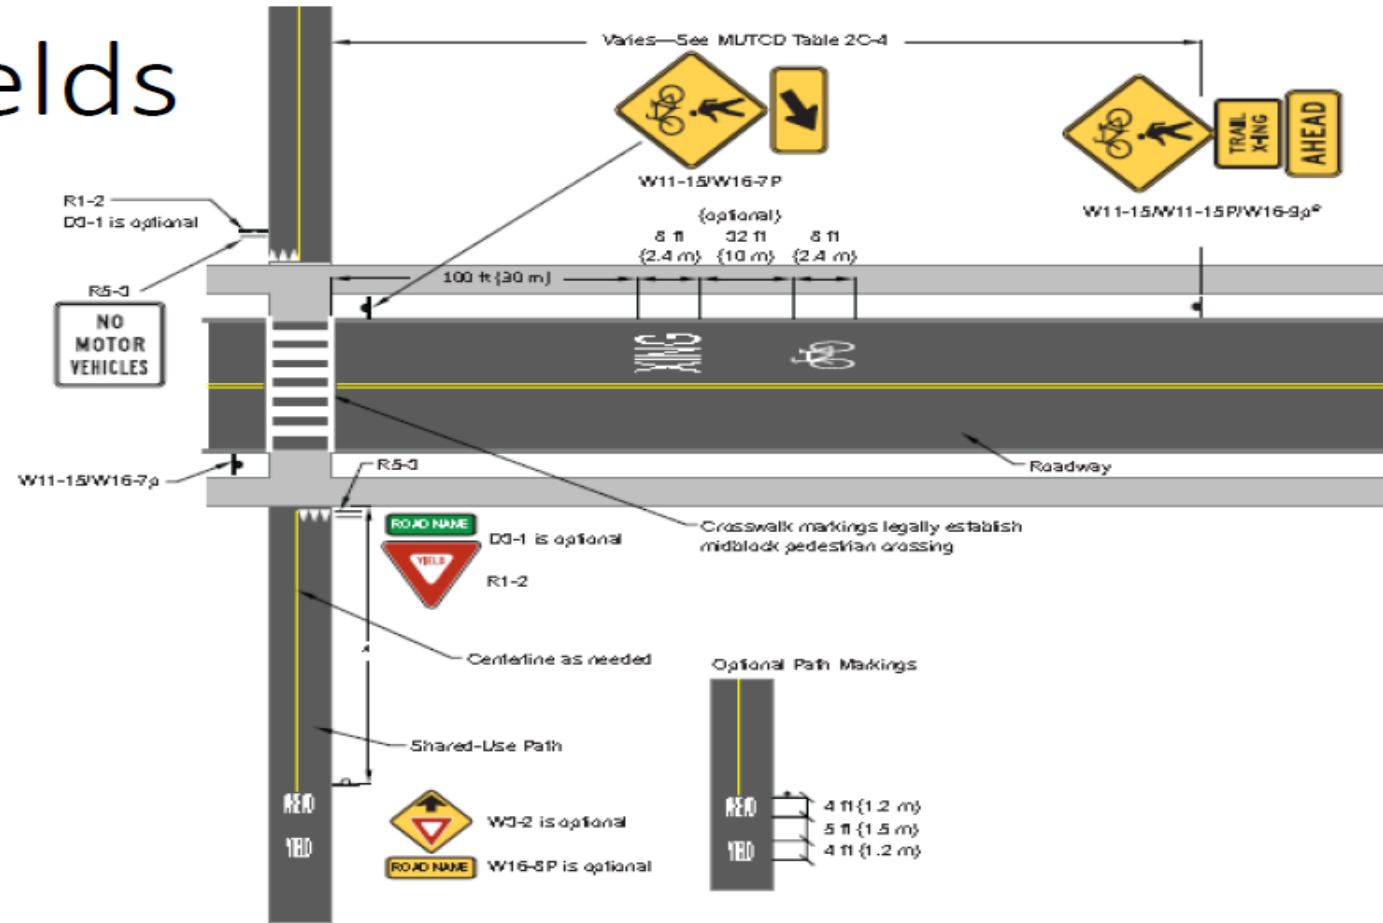 elds
Varies—See MUTCD Table 2C-4
W11-15/W16-7P
TRAIL
X-ING
AHEAD
W11-15/W11-15P/W16-9p
R1-2
D3-1 is optional
(optional)
8 ft
(2.4 m)
32 ft
(10 m)
8 ft
(2.4 m)
100 ft (30 m)
R5-3
NO
MOTOR
VEHICLES
XING
Roadway
R5-3
W11-15/W16-7p
ROAD NAME
D3-1 is optional
YIELD
R1-2
Crosswalk markings legally establish
midblock pedestrian crossing
Centerline as needed
Optional Path Markings
Shared-Use Path
AHEAD
YIELD
W3-2 is optional
ROAD NAME
W16-8P is optional
AHEAD
YIELD
4 ft (1.2 m)
5 ft (1.5 m)
4 ft (1.2 m)